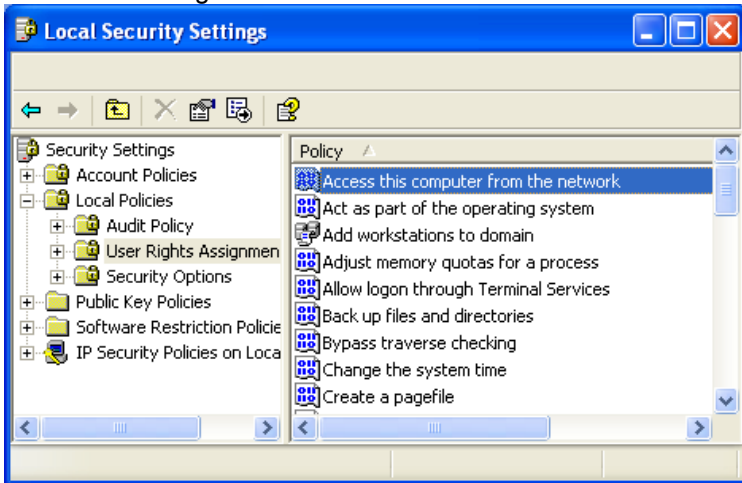 Local Security Settings
Security Settings
Account Policies
Local Policies
Audit Policy
User Rights Assignmen
Security Options
Public Key Policies
Software Restriction Policie
IP Security Policies on Loca
Policy
Access this computer from the network
Act as part of the operating system
Add workstations to domain
Adjust memory quotas for a process
Allow logon through Terminal Services
Back up files and directories
Bypass traverse checking
Change the system time
Create a pagefile